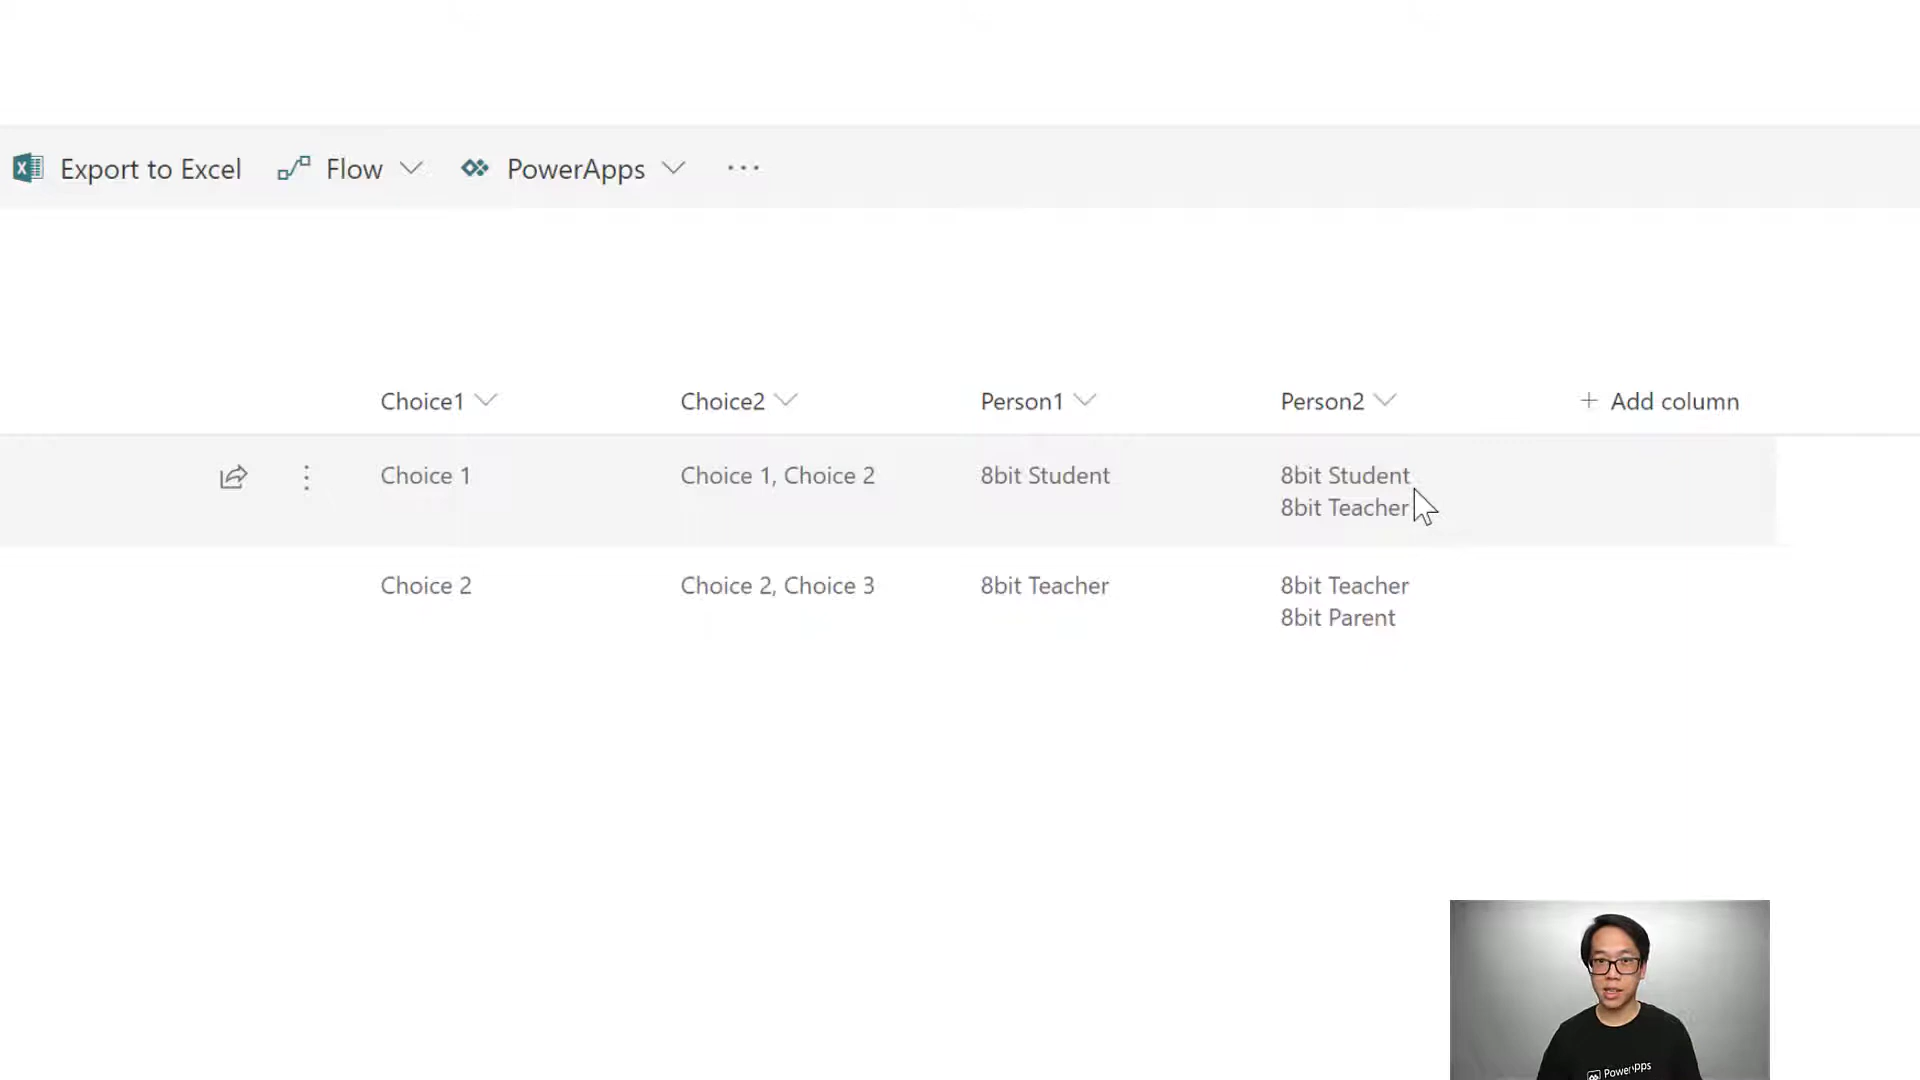 Export to Excel Flow PowerApps ...
Choice1 Choice2 Person1 Person2 + Add column
Choice 1 Choice 1, Choice 2 8bit Student 8bit Student
8bit Teacher
Choice 2 Choice 2, Choice 3 8bit Teacher 8bit Teacher
8bit Parent
PowerApps